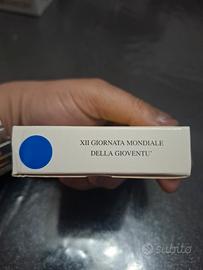 XII GIORNATA MONDIALE
DELLA GIOVENTU'
subito